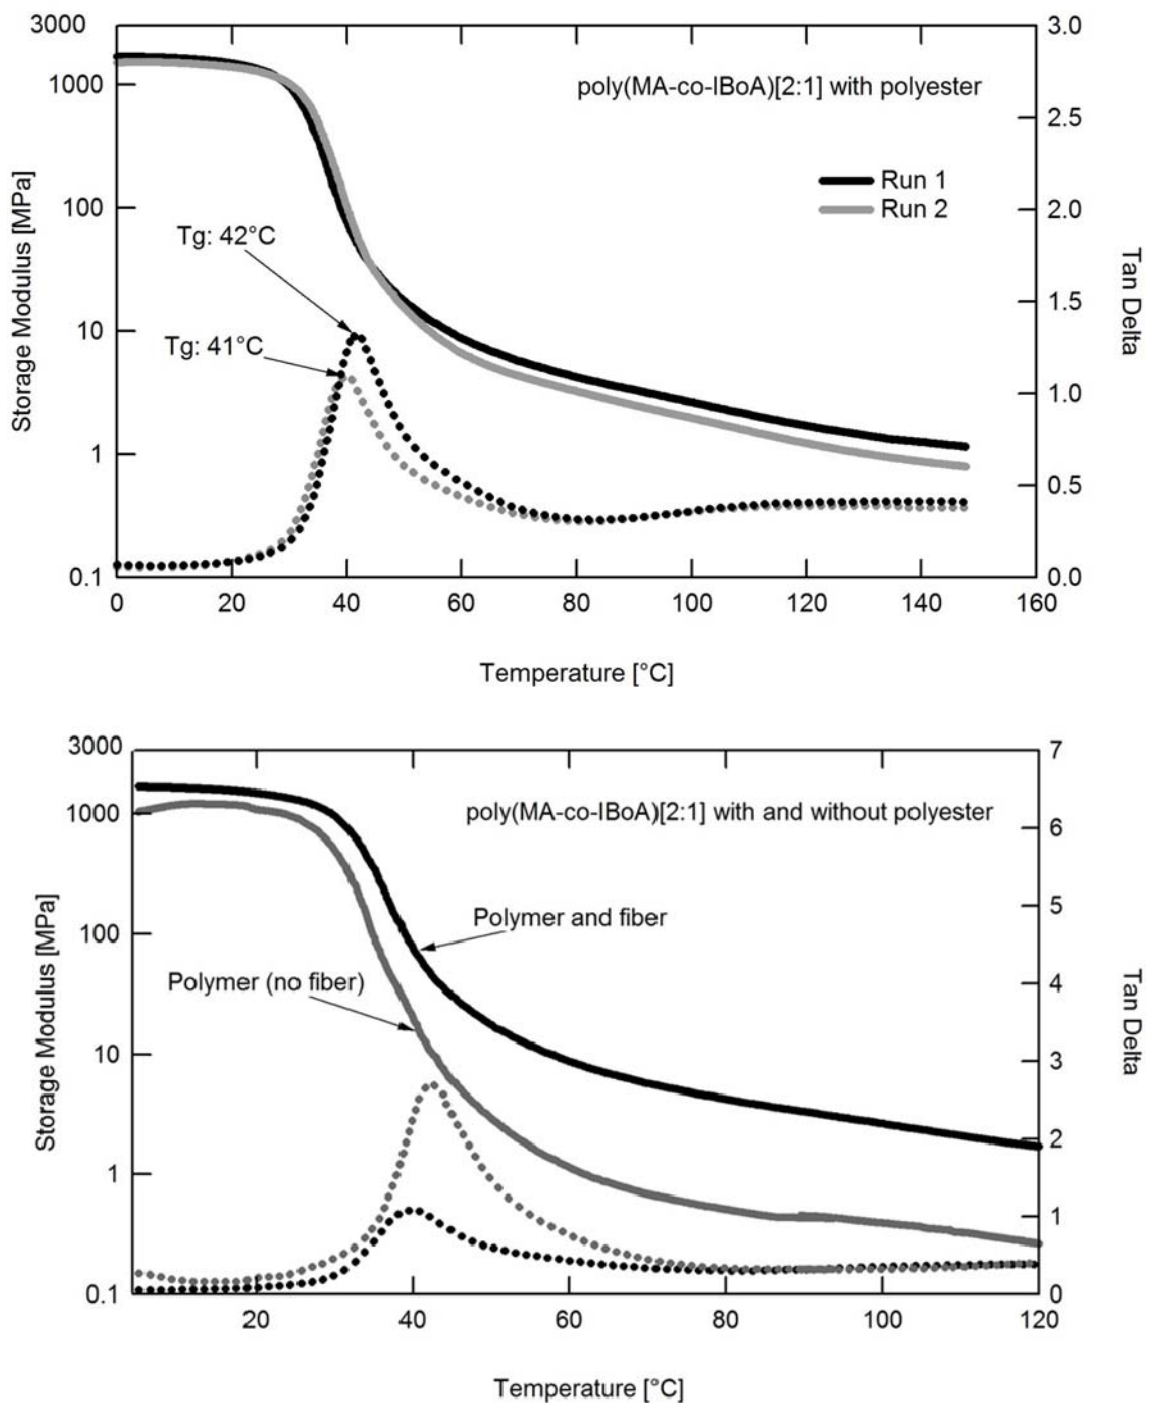 3000
3.0
poly(MA-co-IBoA)[2:1] with polyester
1000
2.5
Run 1
Run 2
100
2.0
Tg: 42°C
Storage Modulus [MPa]
Tan Delta
1.5
10
Tg: 41°C
1.0
1
0.5
0.1
0.0
0 20 40 60 80 100 120 140 160
Temperature [°C]
3000
7
1000
poly(MA-co-IBoA)[2:1] with and without polyester
6
Polymer and fiber
5
100
Storage Modulus [MPa]
Tan Delta
Polymer (no fiber)
4
10
3
2
1
1
0.1
0
20 40 60 80 100 120
Temperature [°C]